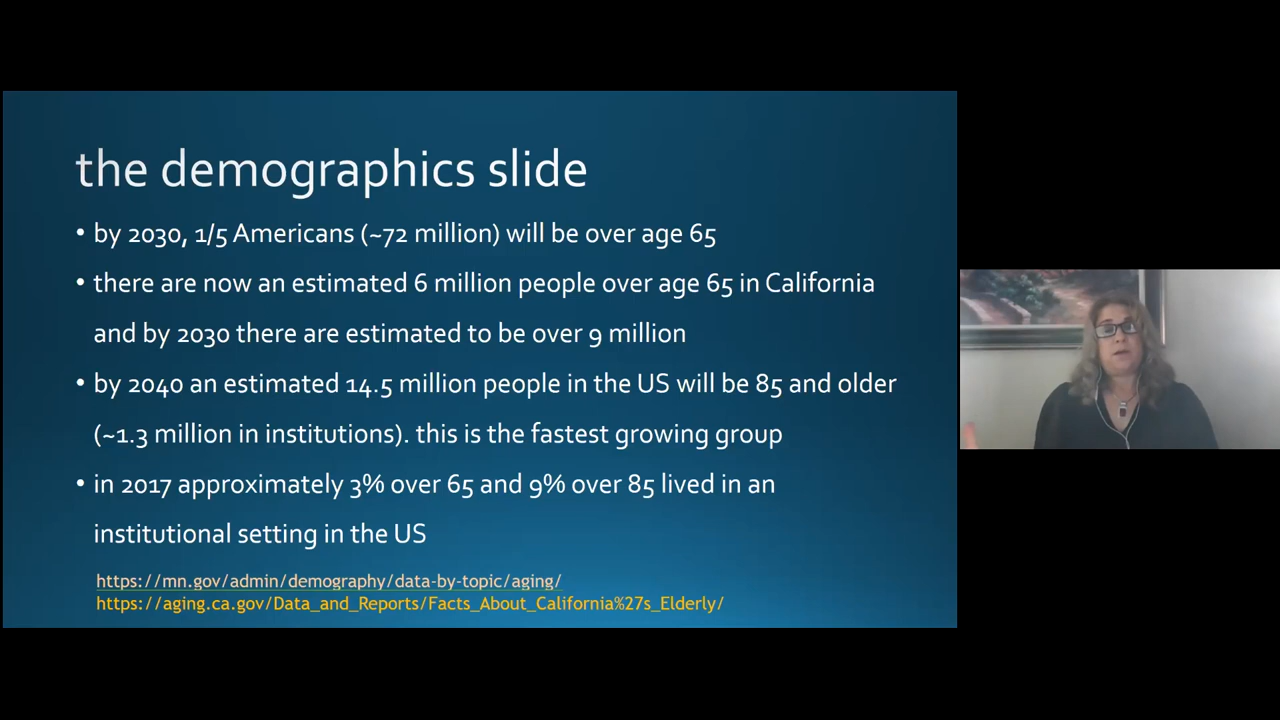 the demographics slide
• by 2030, 1/5 Americans (~72 million) will be over age 65
• there are now an estimated 6 million people over age 65 in California
and by 2030 there are estimated to be over 9 million
• by 2040 an estimated 14.5 million people in the US will be 85 and older
(~1.3 million in institutions). this is the fastest growing group
• in 2017 approximately 3% over 65 and 9% over 85 lived in an
institutional setting in the US
https://mn.gov/admin/demography/data-by-topic/aging/
https://aging.ca.gov/Data_and_Reports/Facts_About_California%27s_Elderly/